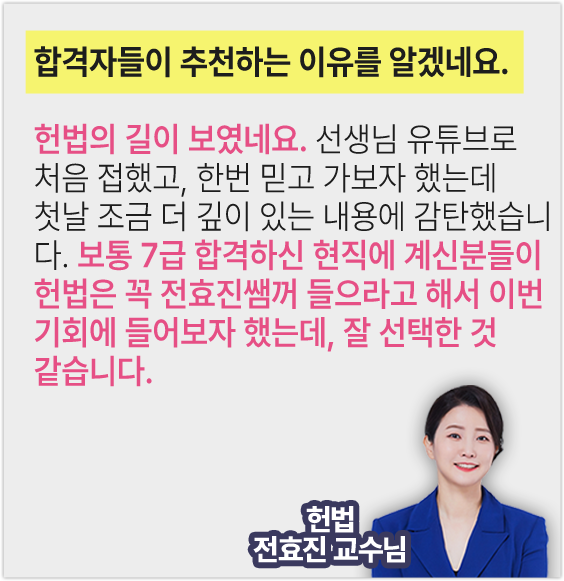 합격자들이 추천하는 이유를 알겠네요.
헌법의 길이 보였네요. 선생님 유튜브로
처음 접했고, 한번 믿고 가보자 했는데
첫날 조금 더 깊이 있는 내용에 감탄했습니
다. 보통 7급 합격하신 현직에 계신분들이
헌법은 꼭 전효진쌤꺼 들으라고 해서 이번
기회에 들어보자 했는데, 잘 선택한 것
같습니다.
헌법
전효진 교수님